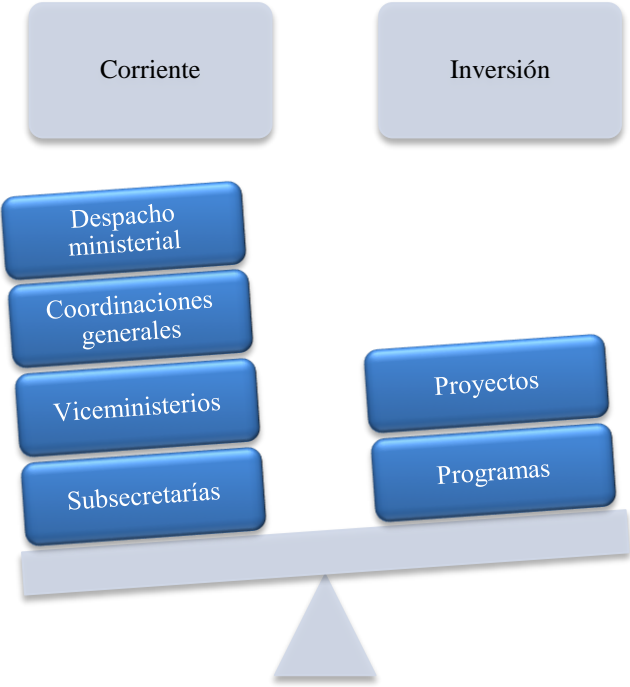 Corriente
Inversión
Despacho
ministerial
Coordinaciones
generales
Viceministerios
Subsecretarías
Proyectos
Programas